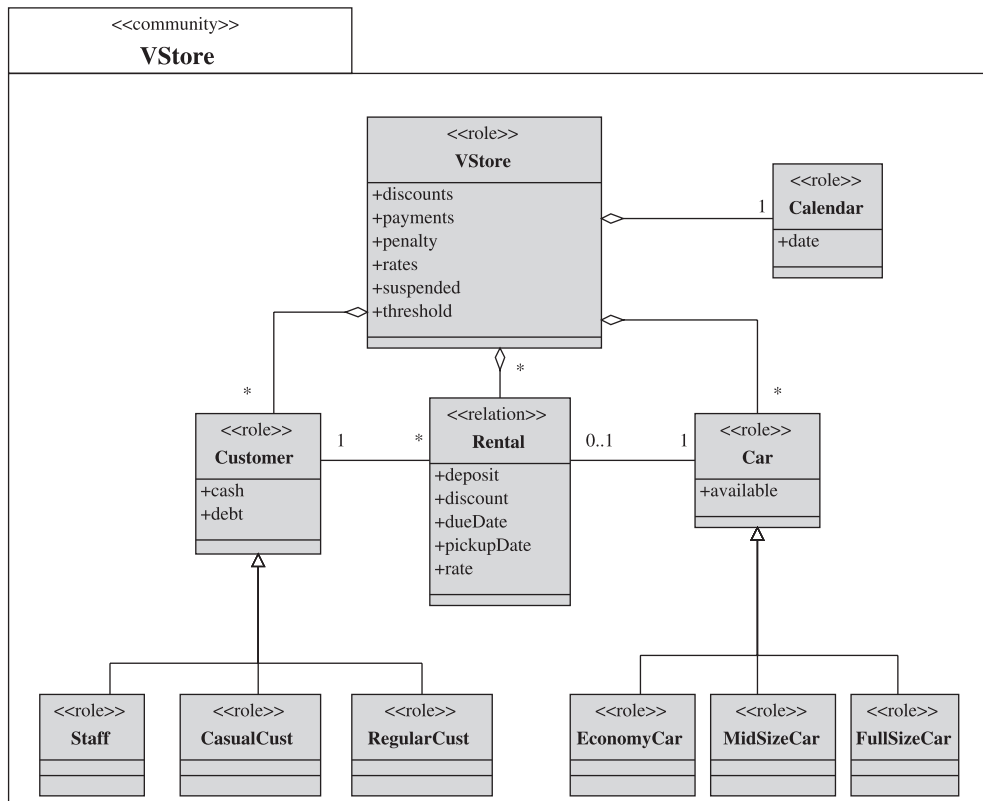 <<community>>
VStore
<<role>>
VStore
+discounts
+payments
+penalty
+rates
+suspended
+threshold
<<role>>
Calendar
+date
1
*
*
*
<<role>>
Customer
+cash
+debt
1
*
<<relation>>
Rental
+deposit
+discount
+dueDate
+pickupDate
+rate
0..1
1
<<role>>
Car
+available
<<role>>
Staff
<<role>>
CasualCust
<<role>>
RegularCust
<<role>>
EconomyCar
<<role>>
MidSizeCar
<<role>>
FullSizeCar